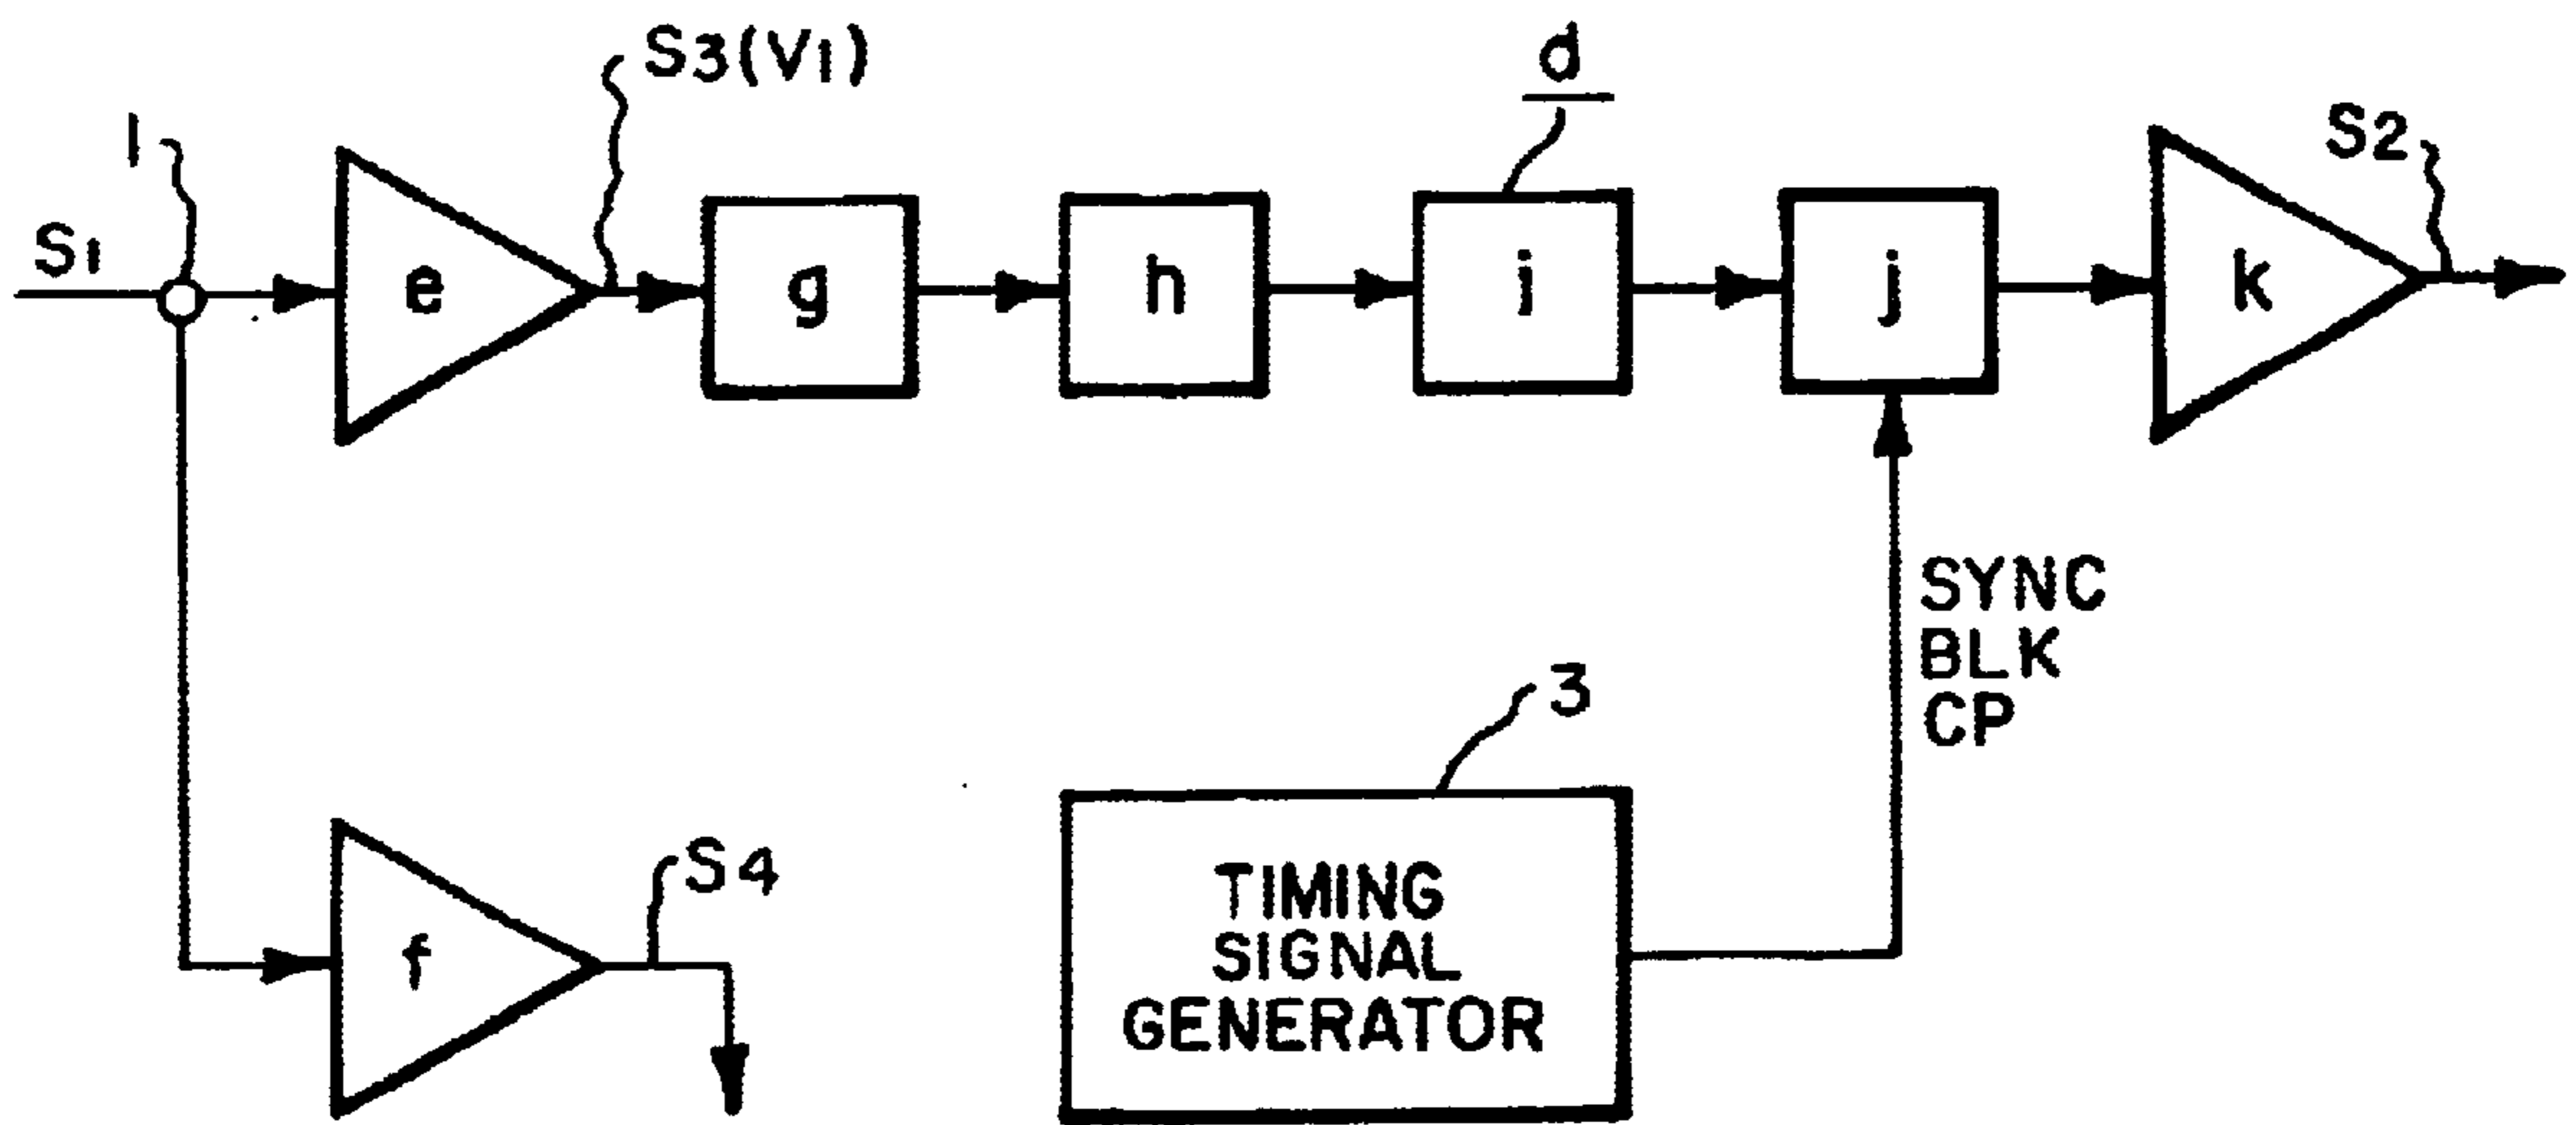 S3(V1)
d
1
S2
S1
e
g
h
i
j
k
SYNC
BLK
CP
3
S4
f
TIMING
SIGNAL
GENERATOR